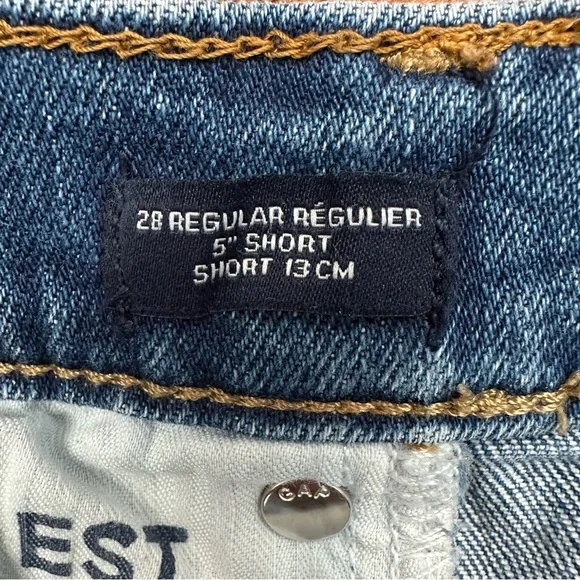 28 REGULAR RÉGULIER
5" SHORT
SHORT 13 CM
GAP
EST